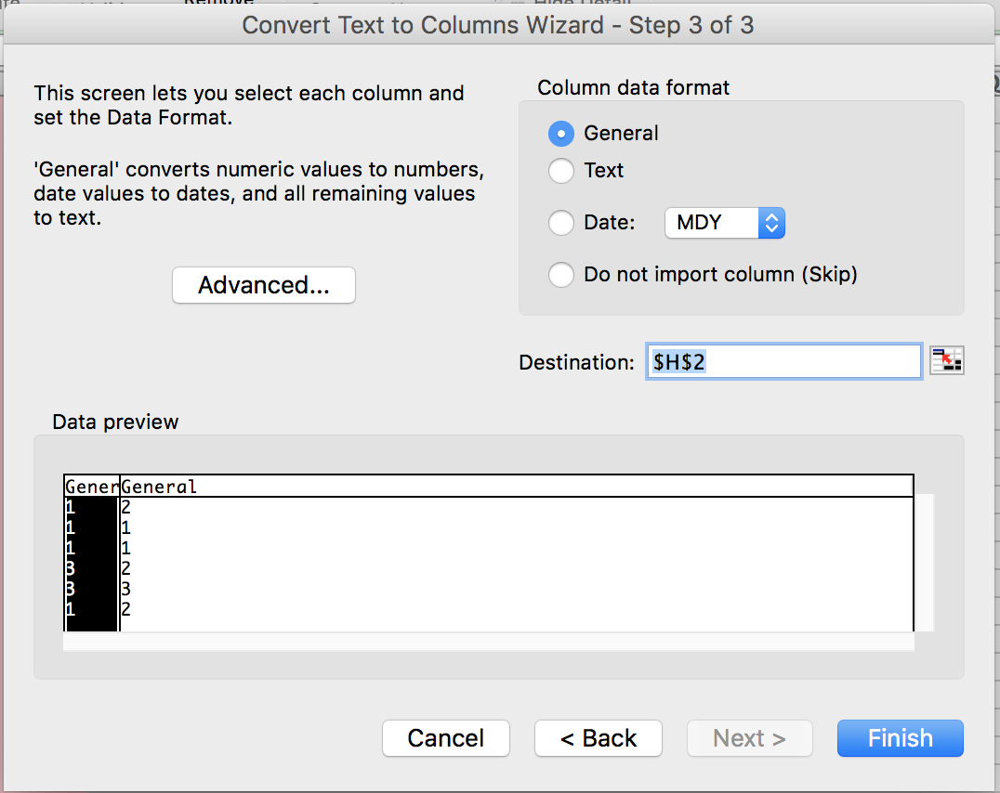 Remove
Hide Detail
Convert Text to Columns Wizard - Step 3 of 3
This screen lets you select each column and
set the Data Format.
'General' converts numeric values to numbers,
date values to dates, and all remaining values
to text.
Advanced...
Column data format
General
Text
Date: MDY
Do not import column (Skip)
Destination: $H$2
Data preview
Gener General
1 2
1 1
1 1
3 2
3 3
1 2
Cancel < Back Next > Finish